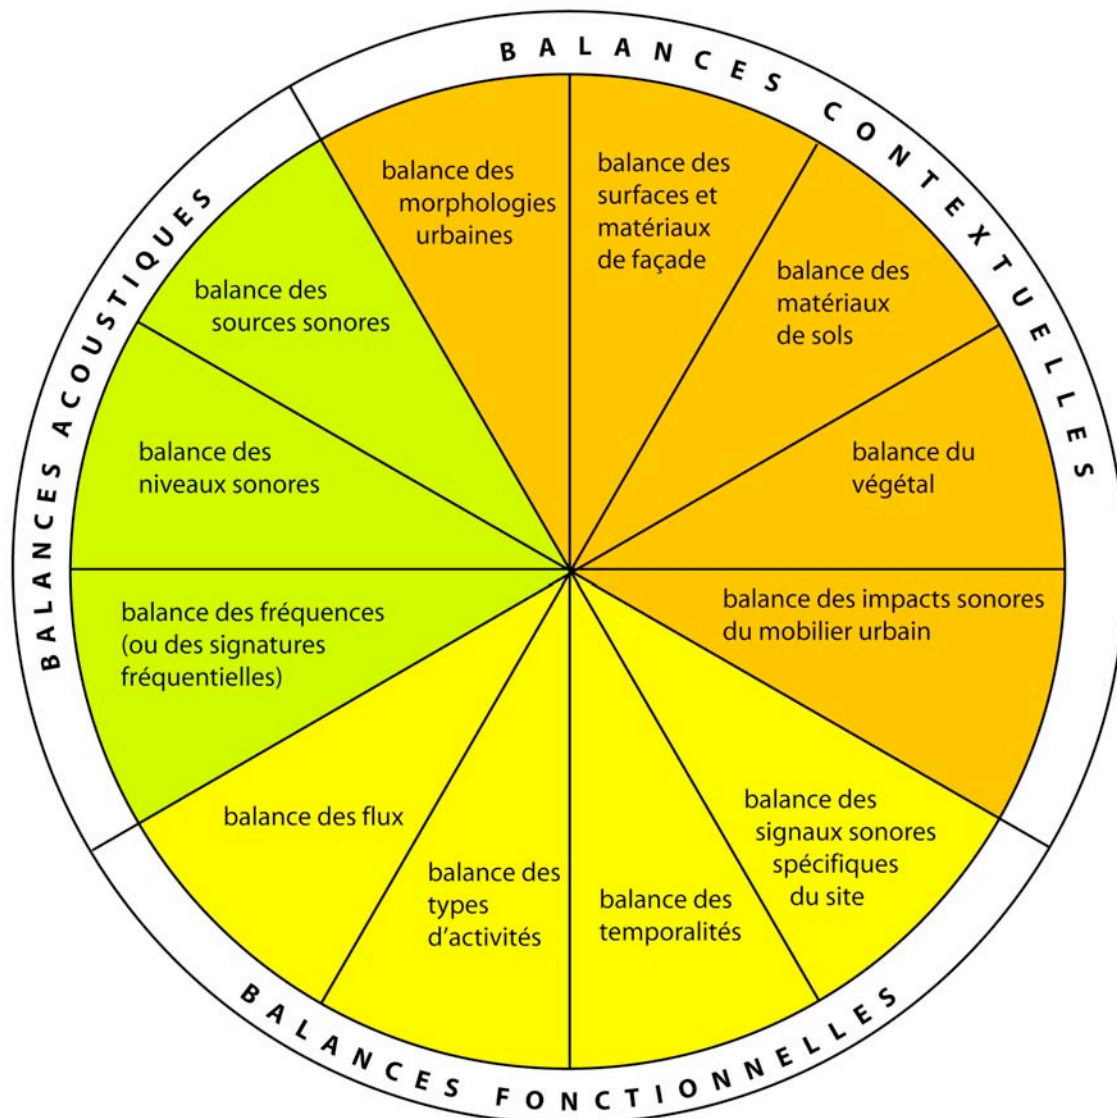 BALANCES CONTEXTUELLES
balance des
morphologies
urbaines
balance des
surfaces et
matériaux
de façade
balance des
matériaux
de sols
balance du
végétal
balance des impacts sonores
du mobilier urbain
BALANCES FONCTIONNELLES
balance des
signaux sonores
spécifiques
du site
balance des
temporalités
balance des
types
d'activités
balance des flux
BALANCES ACOUSTIQUES
balance des fréquences
(ou des signatures
fréquentielles)
balance des
niveaux sonores
balance des
sources sonores